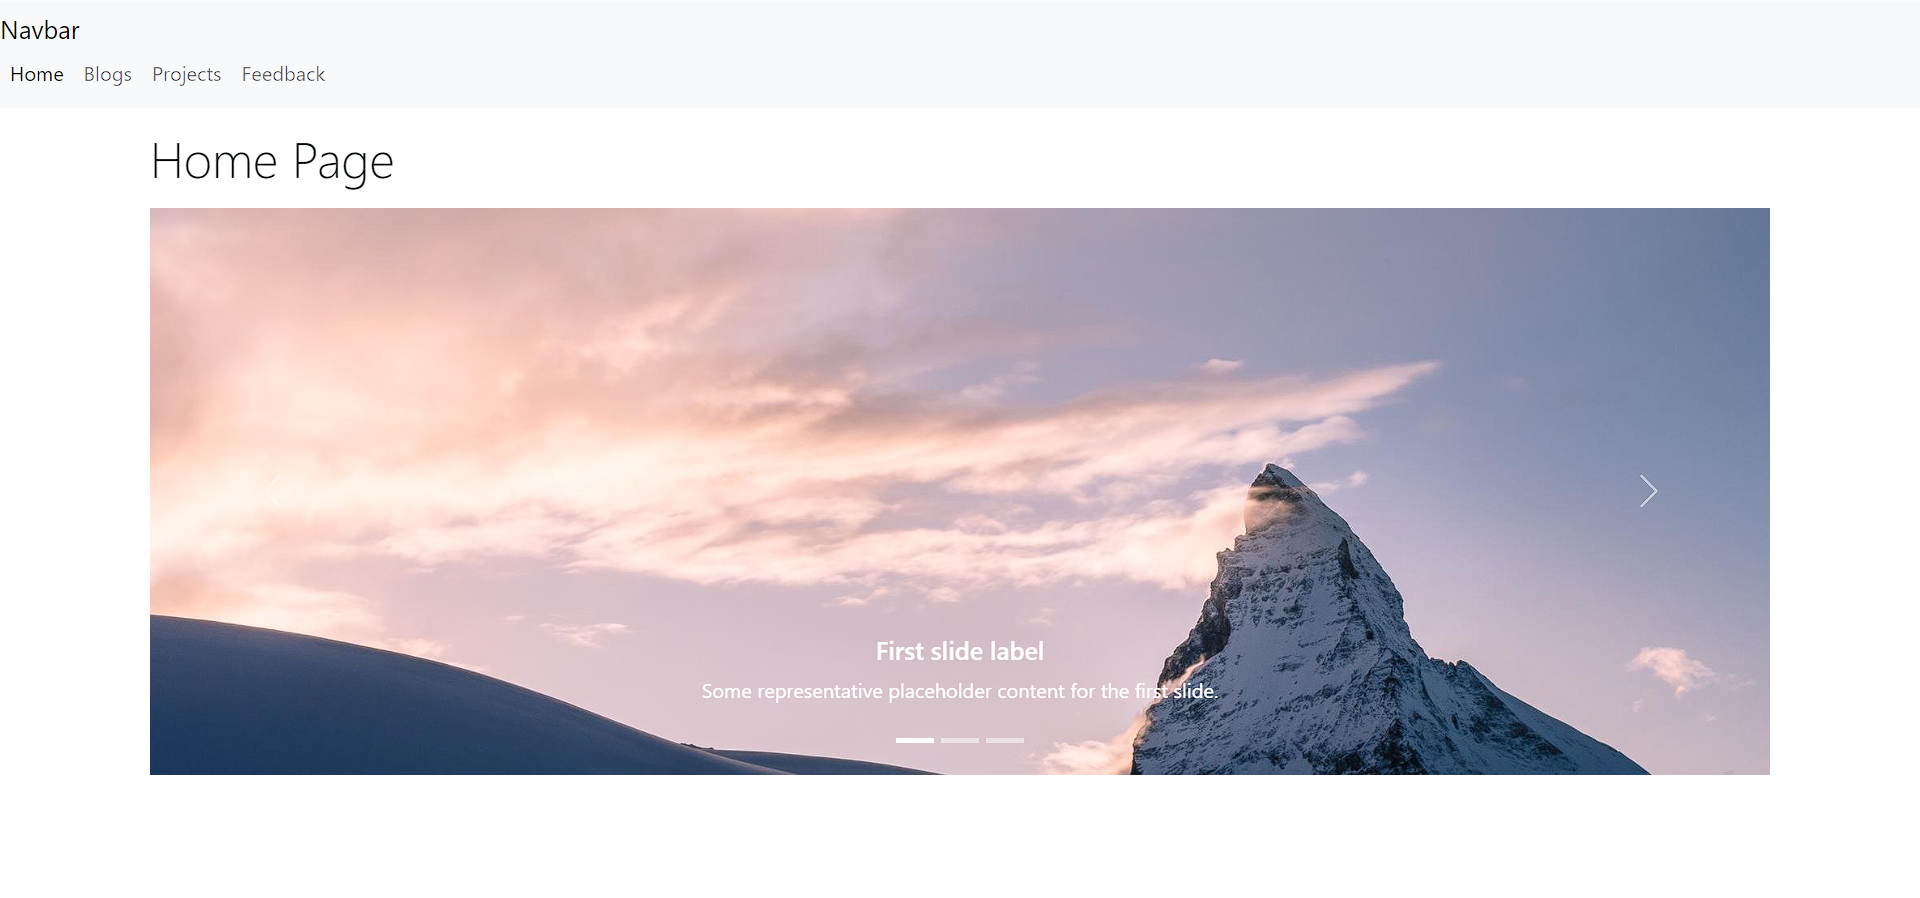 Navbar
Home Blogs Projects Feedback
Home Page
First slide label
Some representative placeholder content for the first slide.